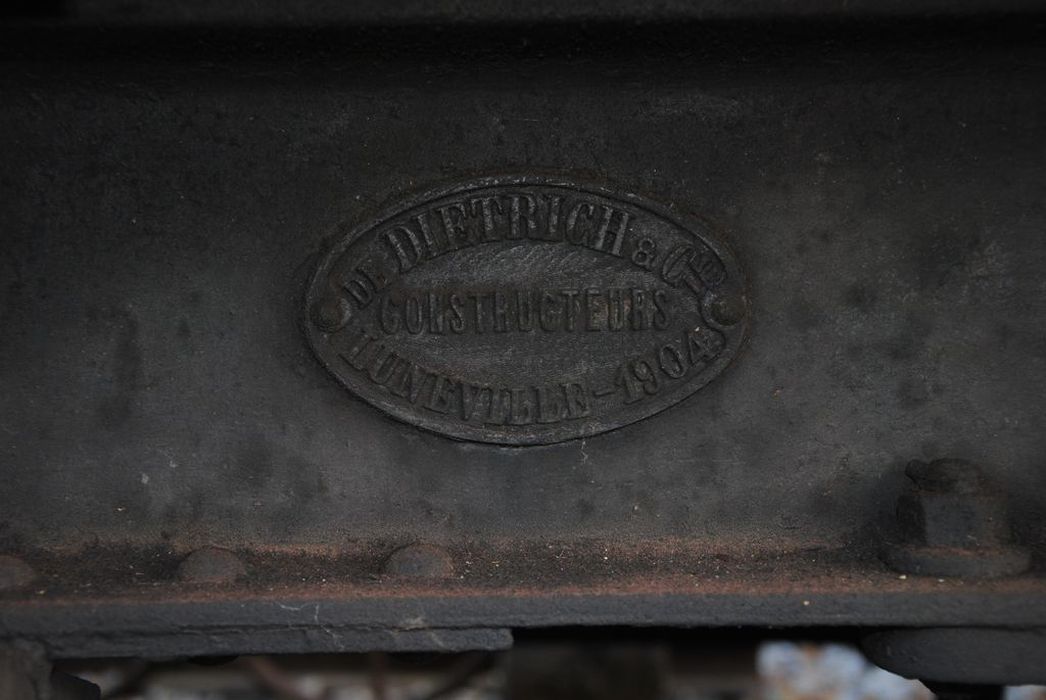 DE DIETRICH & Cie
CONSTRUCTEURS
LUNEVILLE - 1904